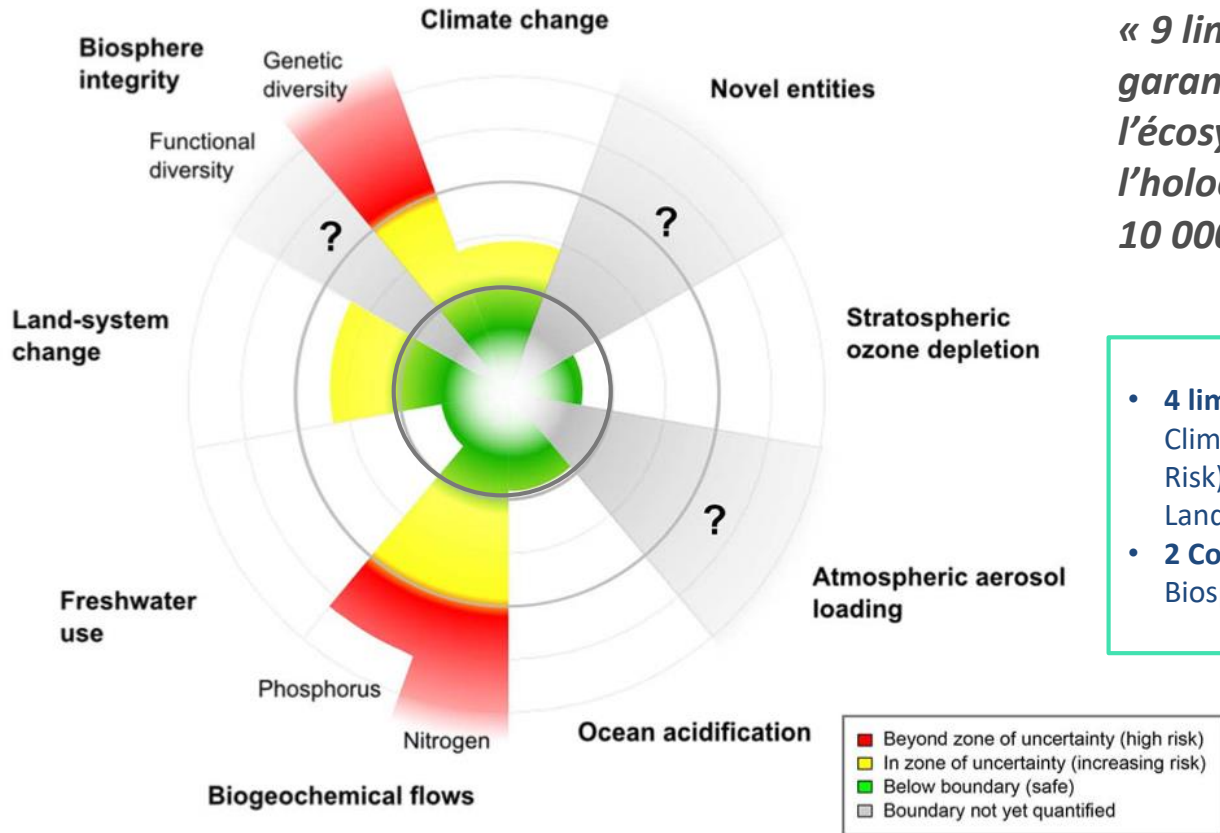 Climate change
Biosphere
integrity
Genetic
diversity
Functional
diversity
Novel entities
?
?
Land-system
change
Stratospheric
ozone depletion
?
Atmospheric aerosol
loading
Freshwater
use
Phosphorus
Nitrogen
Ocean acidification
Biogeochemical flows
Beyond zone of uncertainty (high risk)
In zone of uncertainty (increasing risk)
Below boundary (safe)
Boundary not yet quantified
« 9 lin
garan
l’écosy
l’holoc
10 000
• 4 lim
Clim
Risk)
Land
• 2 Co
Bios